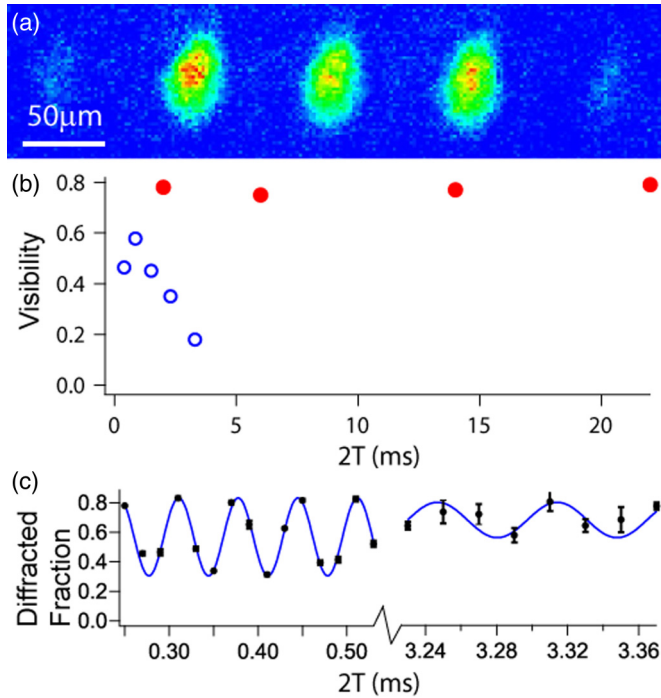 (a)
50μm
(b)
0.8
0.6
0.4
0.2
0.0
Visibility
0 5 10 15 20
2T (ms)
(c)
0.8
0.6
0.4
0.2
0.0
Diffracted
Fraction
0.30 0.40 0.50 3.24 3.28 3.32 3.36
2T (ms)